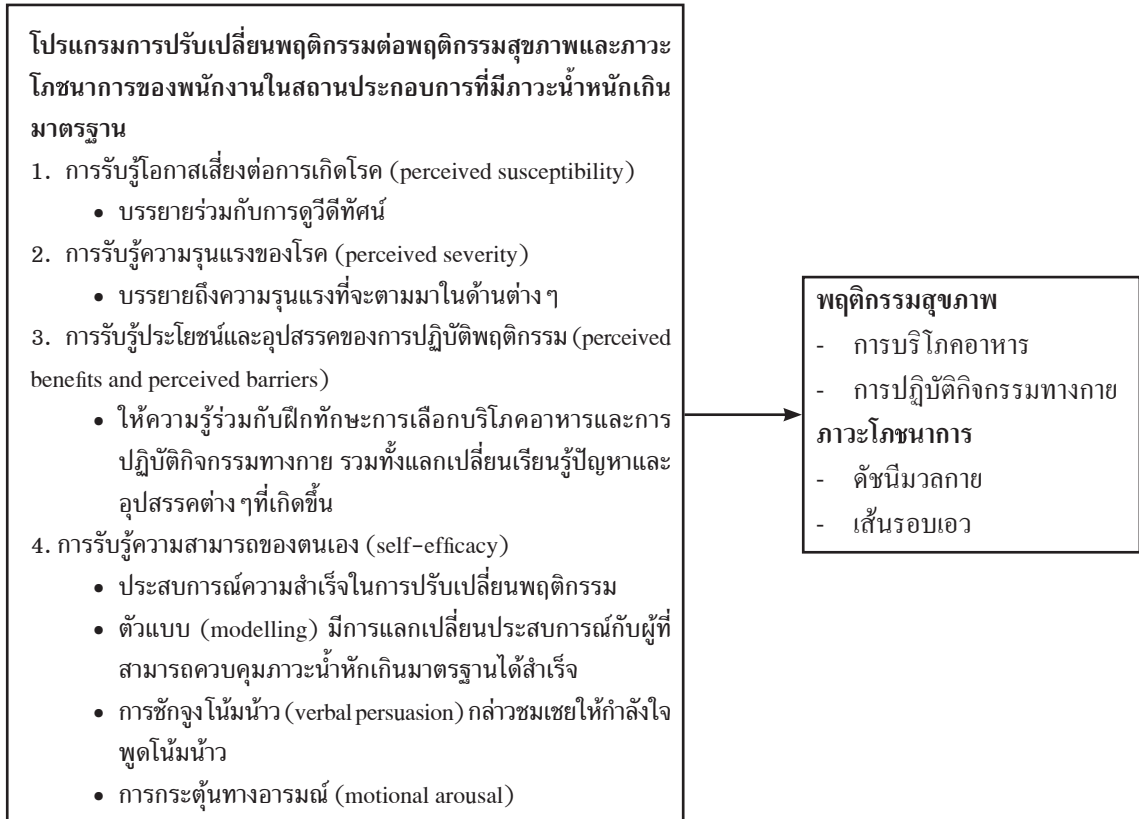 โปรแกรมการปรับเปลี่ยนพฤติกรรมต่อพฤติกรรมสุขภาพและภาวะ
โภชนาการของพนักงานในสถานประกอบการที่มีภาวะน้ำหนักเกิน
มาตรฐาน
1. การรับรู้โอกาสเสี่ยงต่อการเกิดโรค (perceived susceptibility)
• บรรยายร่วมกับการดูวีดีทัศน์
2. การรับรู้ความรุนแรงของโรค (perceived severity)
• บรรยายถึงความรุนแรงที่จะตามมาในด้านต่าง ๆ
3. การรับรู้ประโยชน์และอุปสรรคของการปฏิบัติพฤติกรรม (perceived
benefits and perceived barriers)
• ให้ความรู้ร่วมกับฝึกทักษะการเลือกบริโภคอาหารและการ
ปฏิบัติกิจกรรมทางกาย รวมทั้งแลกเปลี่ยนเรียนรู้ปัญหาและ
อุปสรรคต่าง ๆที่เกิดขึ้น
4. การรับรู้ความสามารถของตนเอง (self-efficacy)
• ประสบการณ์ความสำเร็จในการปรับเปลี่ยนพฤติกรรม
• ตัวแบบ (modelling) มีการแลกเปลี่ยนประสบการณ์กับผู้ที่
สามารถควบคุมภาวะน้ำหักเกินมาตรฐานได้สำเร็จ
• การชักจูงโน้มน้าว (verbal persuasion) กล่าวชมเชยให้กำลังใจ
พูดโน้มน้าว
• การกระตุ้นทางอารมณ์ (motional arousal)
พฤติกรรมสุขภาพ
- การบริโภคอาหาร
- การปฏิบัติกิจกรรมทางกาย
ภาวะโภชนาการ
- ดัชนีมวลกาย
- เส้นรอบเอว